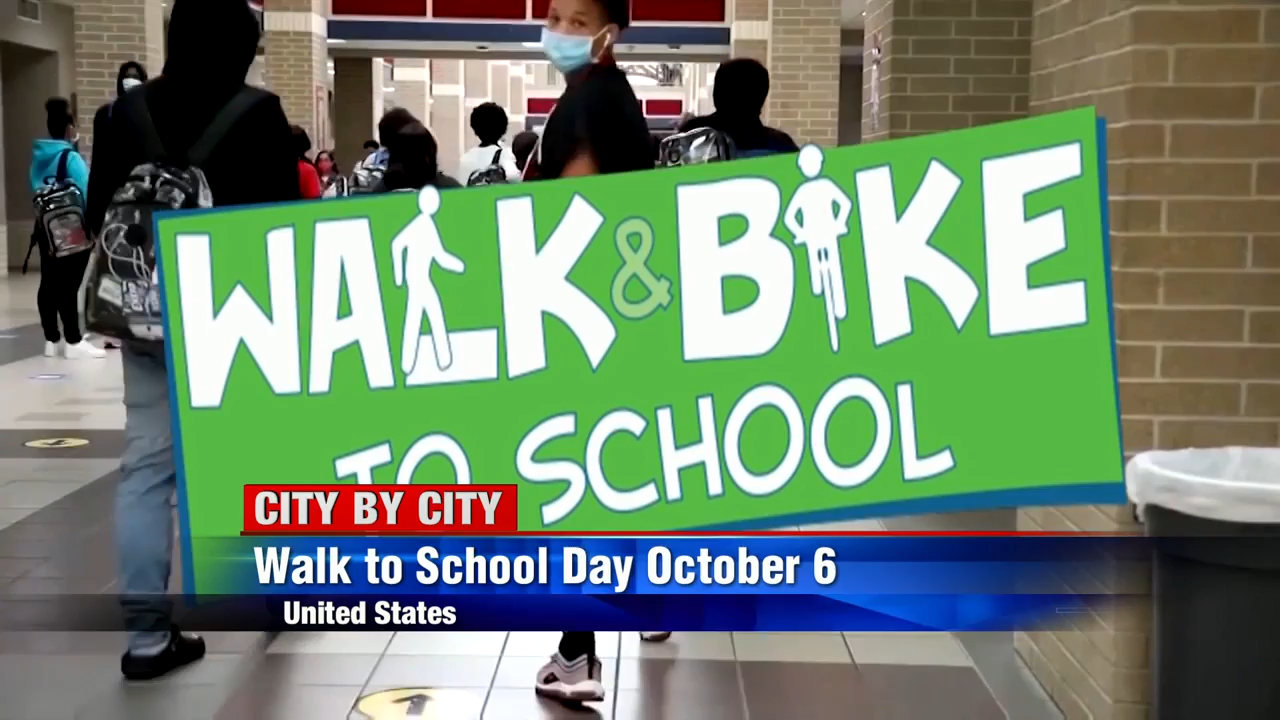 WALK & BIKE
TO SCHOOL
CITY BY CITY
Walk to School Day October 6
United States